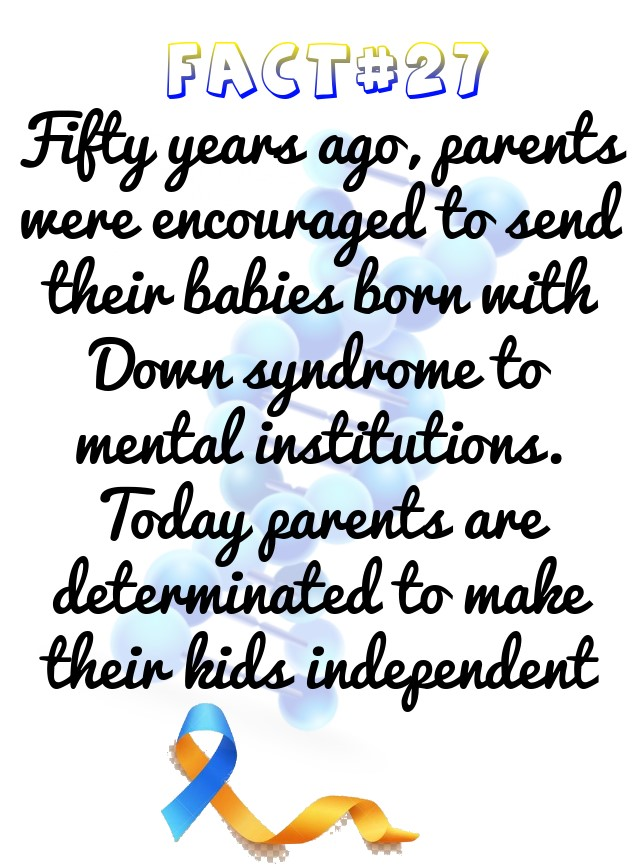 FACT#27
Fifty years ago, parents
were encouraged to send
their babies born with
Down syndrome to
mental institutions.
Today parents are
determinated to make
their kids independent